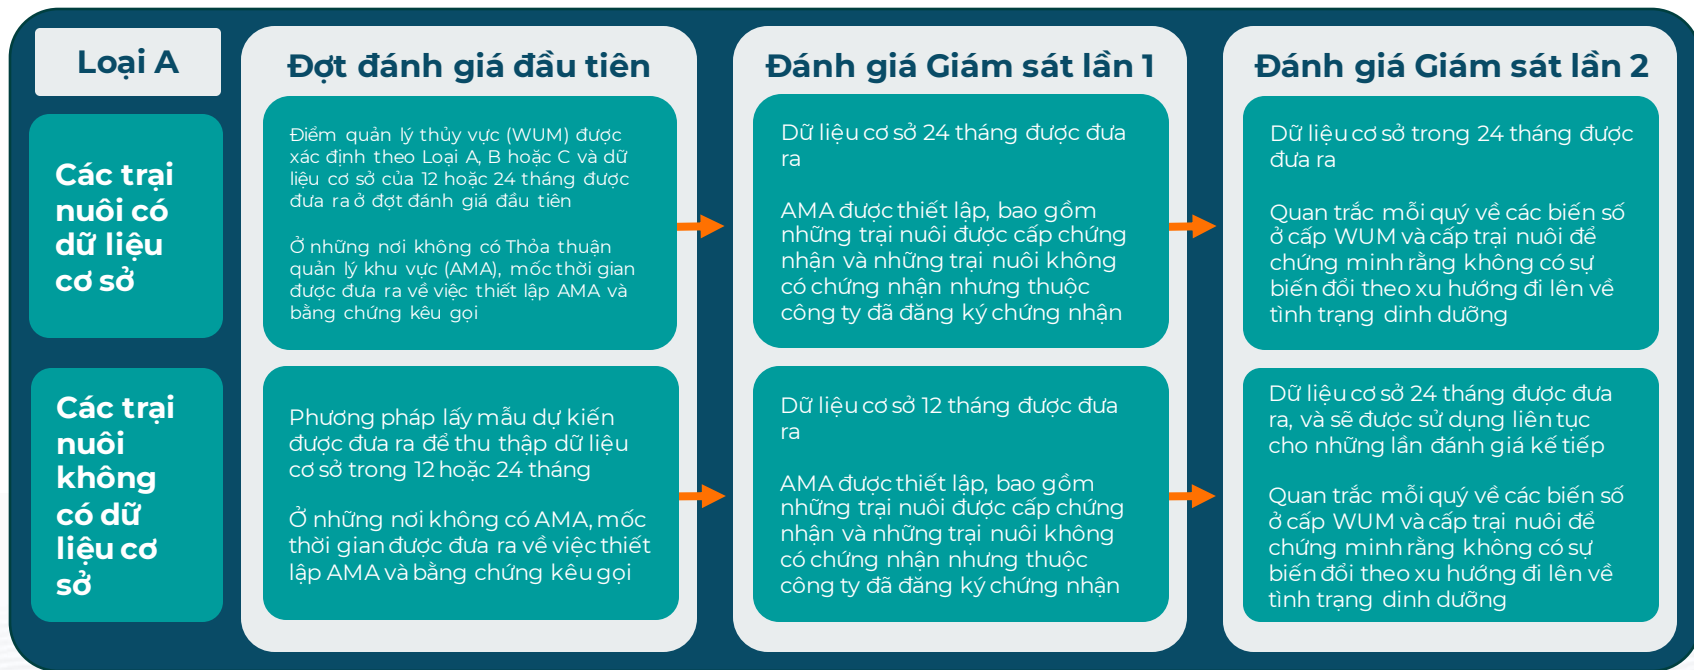 Loại A
Đợt đánh giá đầu tiên
Đánh giá Giám sát lần 1
Đánh giá Giám sát lần 2
Các trại
nuôi có
dữ liệu
cơ sở
Điểm quản lý thủy vực (WUM) được
xác định theo Loại A, B hoặc C và dữ
liệu cơ sở của 12 hoặc 24 tháng được
đưa ra ở đợt đánh giá đầu tiên
Ở những nơi không có Thỏa thuận
quản lý khu vực (AMA), mốc thời gian
được đưa ra về việc thiết lập AMA và
bằng chứng kêu gọi
Dữ liệu cơ sở 24 tháng được đưa
ra
AMA được thiết lập, bao gồm
những trại nuôi được cấp chứng
nhận và những trại nuôi không
có chứng nhận nhưng thuộc
công ty đã đăng ký chứng nhận
Dữ liệu cơ sở trong 24 tháng được
đưa ra
Quan trắc mỗi quý về các biến số
ở cấp WUM và cấp trại nuôi để
chứng minh rằng không có sự
biến đổi theo xu hướng đi lên về
tình trạng dinh dưỡng
Các trại
nuôi
không
có dữ
liệu cơ
sở
Phương pháp lấy mẫu dự kiến
được đưa ra để thu thập dữ liệu
cơ sở trong 12 hoặc 24 tháng
Ở những nơi không có AMA, mốc
thời gian được đưa ra về việc thiết
lập AMA và bằng chứng kêu gọi
Dữ liệu cơ sở 12 tháng được đưa
ra
AMA được thiết lập, bao gồm
những trại nuôi được cấp chứng
nhận và những trại nuôi không
có chứng nhận nhưng thuộc
công ty đã đăng ký chứng nhận
Dữ liệu cơ sở 24 tháng được đưa
ra, và sẽ được sử dụng liên tục
cho những lần đánh giá kế tiếp
Quan trắc mỗi quý về các biến số
ở cấp WUM và cấp trại nuôi để
chứng minh rằng không có sự
biến đổi theo xu hướng đi lên về
tình trạng dinh dưỡng